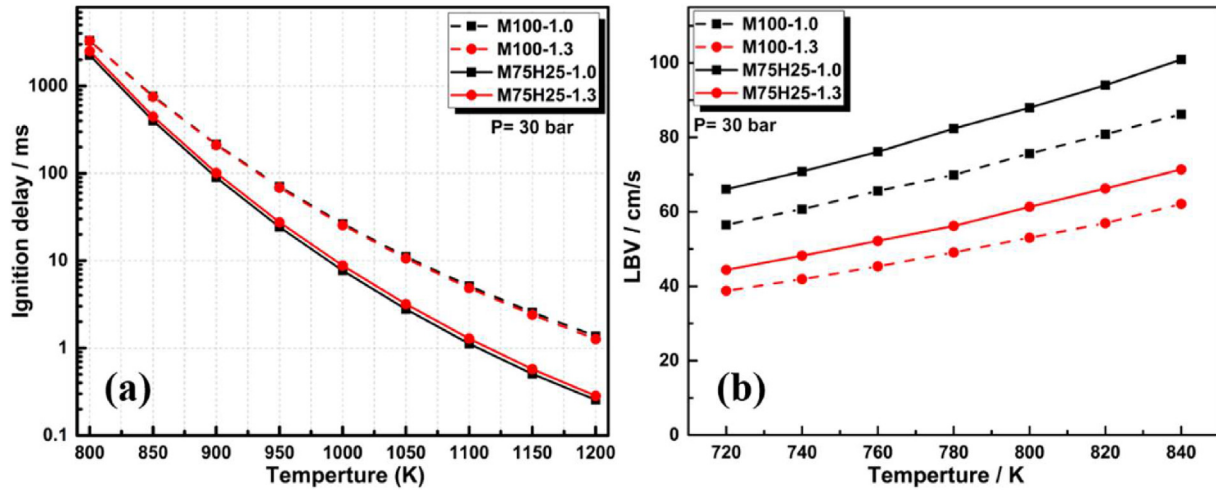 M100-1.0
M100-1.3
M75H25-1.0
M75H25-1.3
P= 30 bar
Ignition delay / ms
1000
100
10
1
0.1
(a)
800 850 900 950 1000 1050 1100 1150 1200
Temperture (K)
M100-1.0
M100-1.3
M75H25-1.0
M75H25-1.3
P= 30 bar
LBV / cm/s
100
80
60
40
20
0
(b)
720 740 760 780 800 820 840
Temperture / K